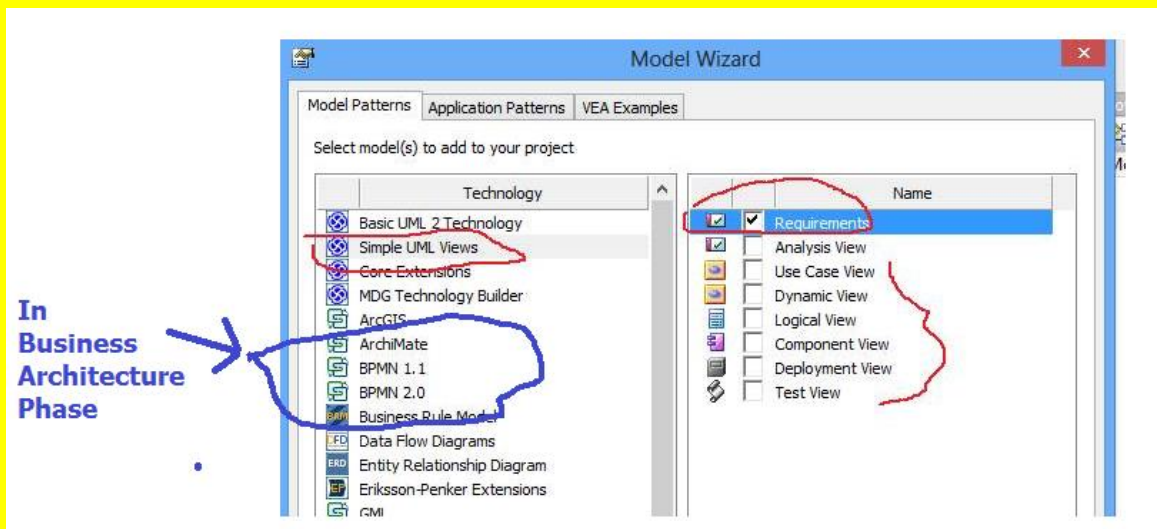 Model Wizard
Model Patterns Application Patterns VEA Examples
Select model(s) to add to your project
Technology
Basic UML 2 Technology
Simple UML Views
Core Extensions
MDG Technology Builder
ArcGIS
ArchiMate
BPMN 1.1
BPMN 2.0
Business Rule Model
Data Flow Diagrams
Entity Relationship Diagram
Eriksson-Penker Extensions
GML
Name
Requirements
Analysis View
Use Case View
Dynamic View
Logical View
Component View
Deployment View
Test View
In
Business
Architecture
Phase